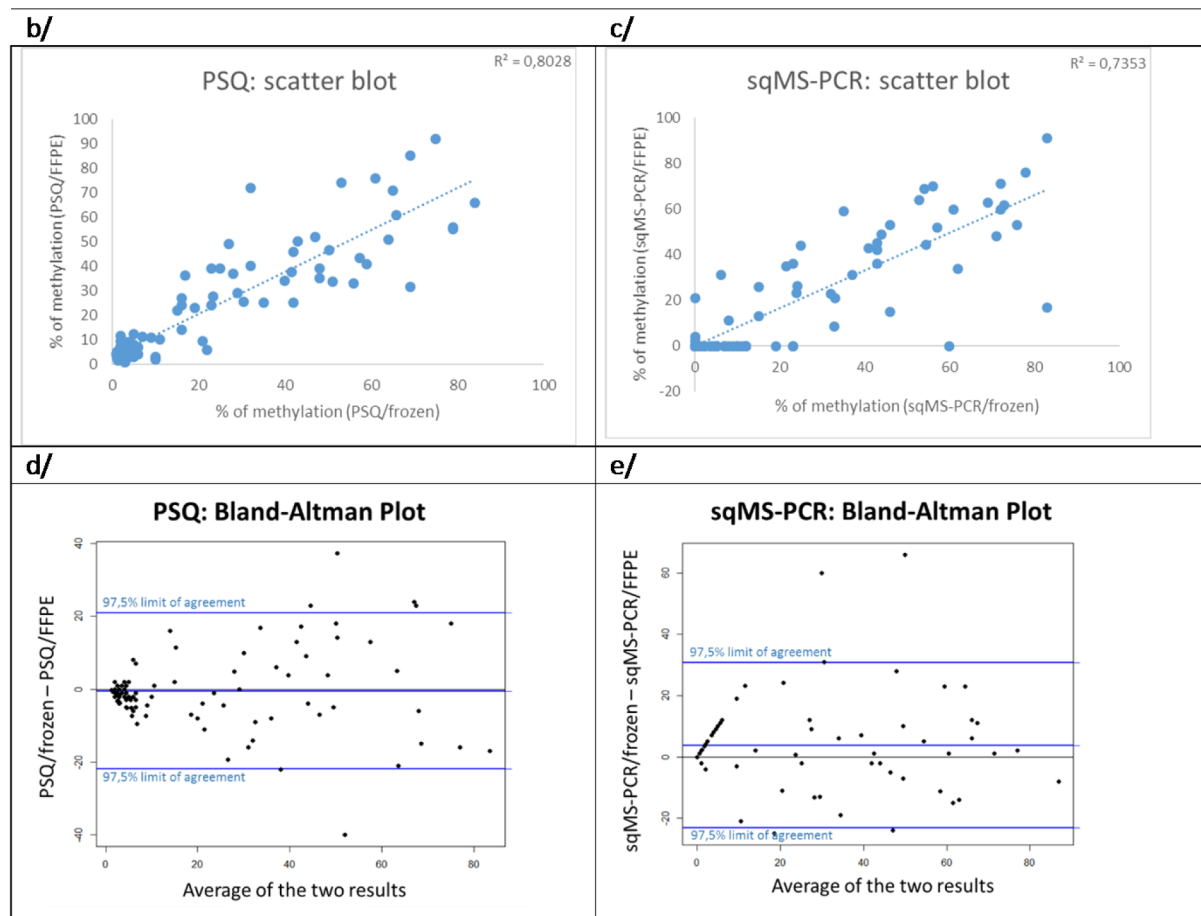 b/
c/
R² = 0,8028
PSQ: scatter blot
% of methylation (PSQ/FFPE)
100
90
80
70
60
50
40
30
20
10
0
0 20 40 60 80 100
% of methylation (PSQ/frozen)
R² = 0,7353
sqMS-PCR: scatter blot
% of methylation (sqMS-PCR/FFPE)
100
80
60
40
20
0
-20
0 20 40 60 80 100
% of methylation (sqMS-PCR/frozen)
d/
e/
PSQ: Bland-Altman Plot
PSQ/frozen – PSQ/FFPE
40
20
0
-20
40
97,5% limit of agreement
97,5% limit of agreement
0 20 40 60 80
Average of the two results
sqMS-PCR: Bland-Altman Plot
sqMS-PCR/frozen – sqMS-PCR/FFPE
60
40
20
0
-20
97,5% limit of agreement
97,5% limit of agreement
0 20 40 60 80
Average of the two results